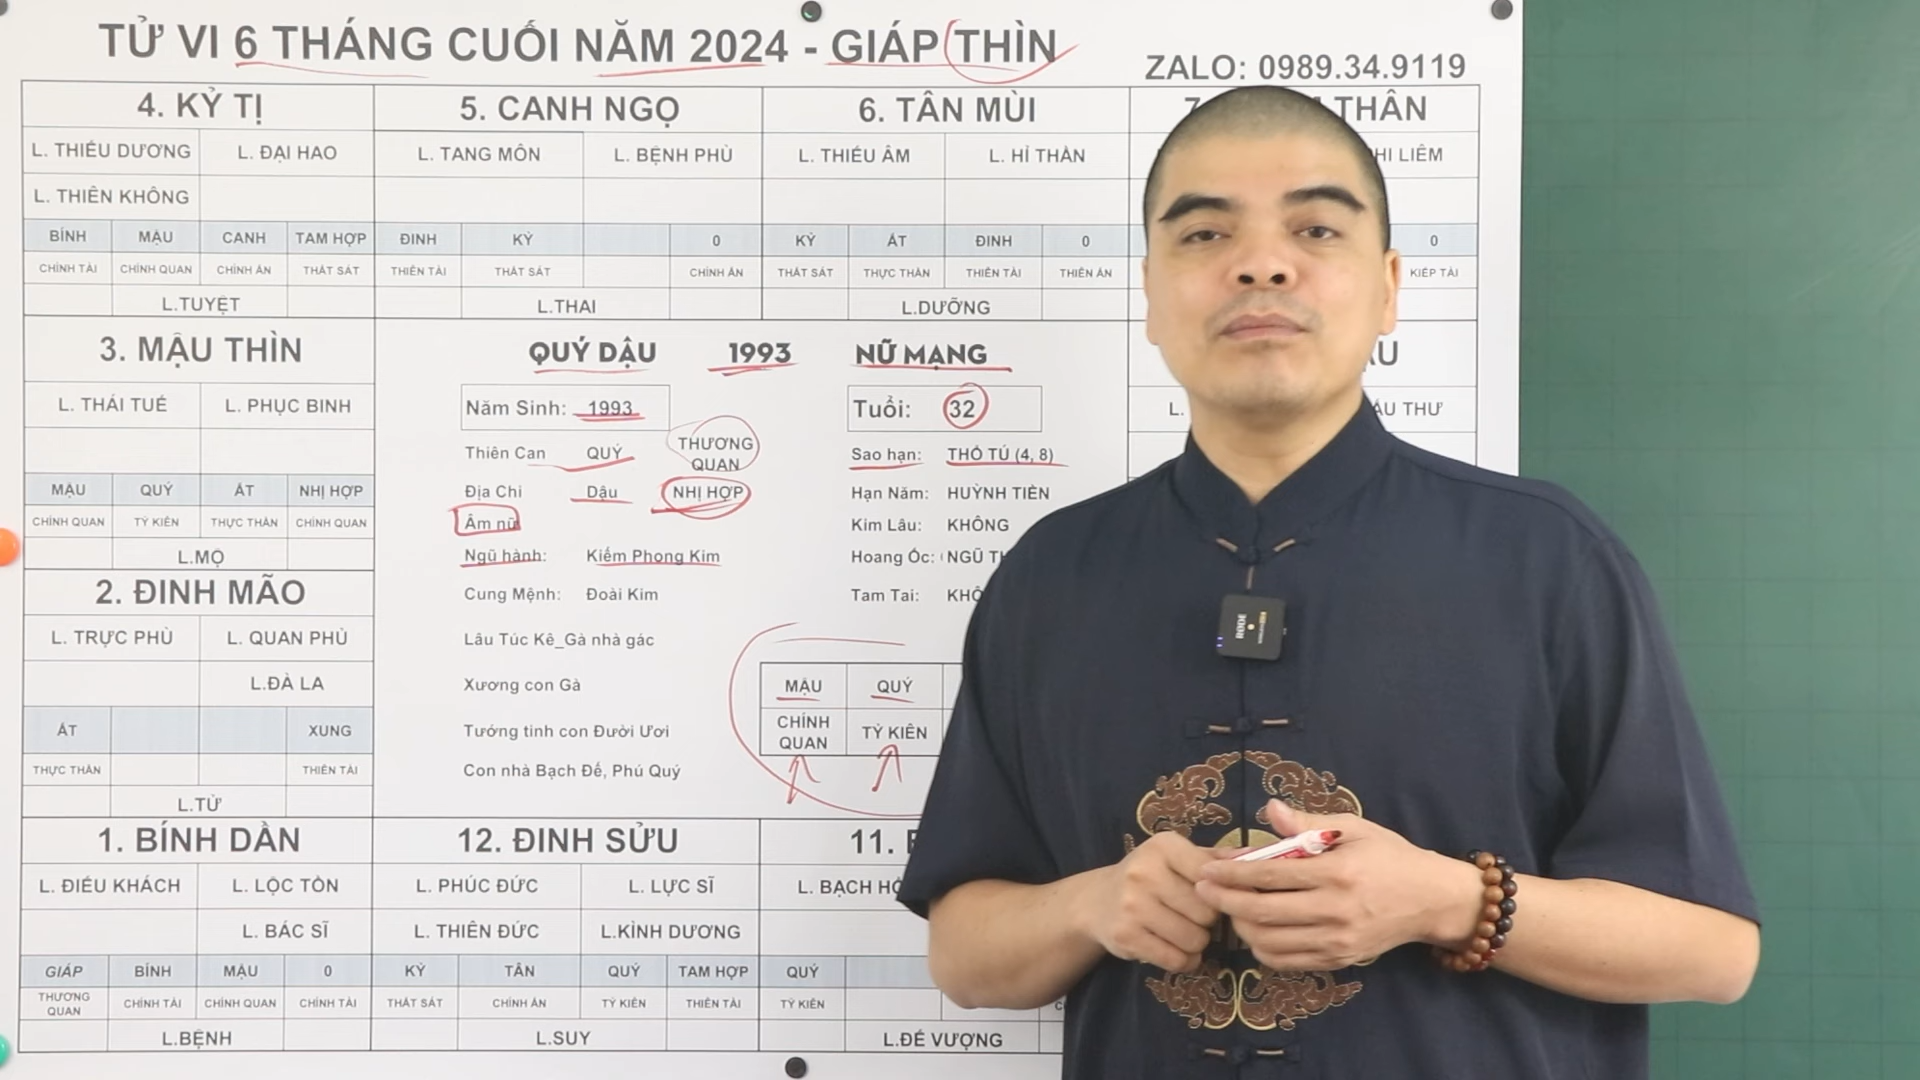 TỬ VI 6 THÁNG CUỐI NĂM 2024 - GIÁP THÌN
ZALO: 0989.34.9119
4. KỶ TỊ
L. THIẾU DƯƠNG L. ĐẠI HAO
L. THIÊN KHÔNG
BÍNH MẬU CANH TAM HỢP
CHÍNH TÀI CHÍNH QUAN CHÍNH ẤN THẤT SÁT
L.TUYỆT
5. CANH NGỌ
L. TANG MÔN L. BỆNH PHÙ
ĐINH KỶ 0
THIÊN TÀI THẤT SÁT CHÍNH ẤN
L.THAI
6. TÂN MÙI
L. THIẾU ÂM L. HỈ THẦN
KỶ ẤT ĐINH 0
THẤT SÁT THỰC THẦN THIÊN TÀI THIÊN ẤN
L.DƯỠNG
7. THÂN
HI LIÊM
0
KIẾP TÀI
3. MẬU THÌN
L. THÁI TUẾ L. PHỤC BINH
MẬU QUÝ ẤT NHỊ HỢP
CHÍNH QUAN TỶ KIÊN THỰC THẦN CHÍNH QUAN
L.MỘ
QUÝ DẬU 1993 NỮ MẠNG
Năm Sinh: 1993 Tuổi: 32
Thiên Can QUÝ THƯƠNG QUAN Sao hạn: THỔ TÚ (4, 8)
Địa Chi Dậu NHỊ HỢP Hạn Năm: HUỲNH TIỀN
Âm nữ Kim Lâu: KHÔNG
Ngũ hành: Kiếm Phong Kim Hoang Ốc: NGŨ
Cung Mệnh: Đoài Kim Tam Tai:
Lâu Túc Kê_Gà nhà gác
Xương con Gà
Tướng tinh con Đười Ươi
Con nhà Bạch Đế, Phú Quý
MẬU QUÝ
CHÍNH QUAN TỶ KIÊN
ẬU
L. ẤU THƯ
2. ĐINH MÃO
L. TRỰC PHÙ L. QUAN PHÙ
L.ĐÀ LA
ẤT XUNG
THỰC THẦN THIÊN TÀI
L.TỬ
1. BÍNH DẦN
L. ĐIẾU KHÁCH L. LỘC TỒN
L. BÁC SĨ
GIÁP BÍNH MẬU 0
THƯƠNG QUAN CHÍNH TÀI CHÍNH QUAN CHÍNH TÀI
L.BỆNH
12. ĐINH SỬU
L. PHÚC ĐỨC L. LỰC SĨ
L. THIÊN ĐỨC L.KÌNH DƯƠNG
KỶ TÂN QUÝ TAM HỢP
THẤT SÁT CHÍNH ẤN TỶ KIÊN THIÊN TÀI
L.SUY
11.
L. BẠCH HỔ
QUÝ
TỶ KIÊN
L.ĐẾ VƯỢNG
RØDE